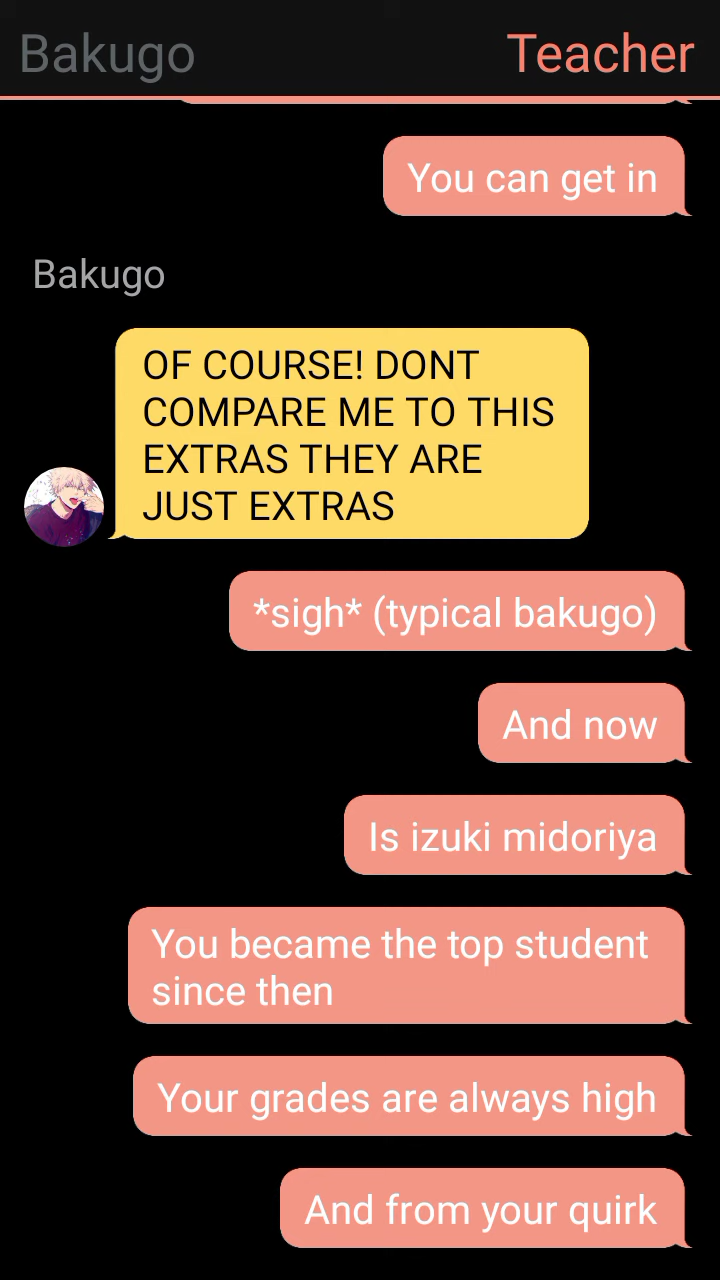 Bakugo Teacher
You can get in
Bakugo
OF COURSE! DONT
COMPARE ME TO THIS
EXTRAS THEY ARE
JUST EXTRAS
*sigh* (typical bakugo)
And now
Is izuki midoriya
You became the top student
since then
Your grades are always high
And from your quirk